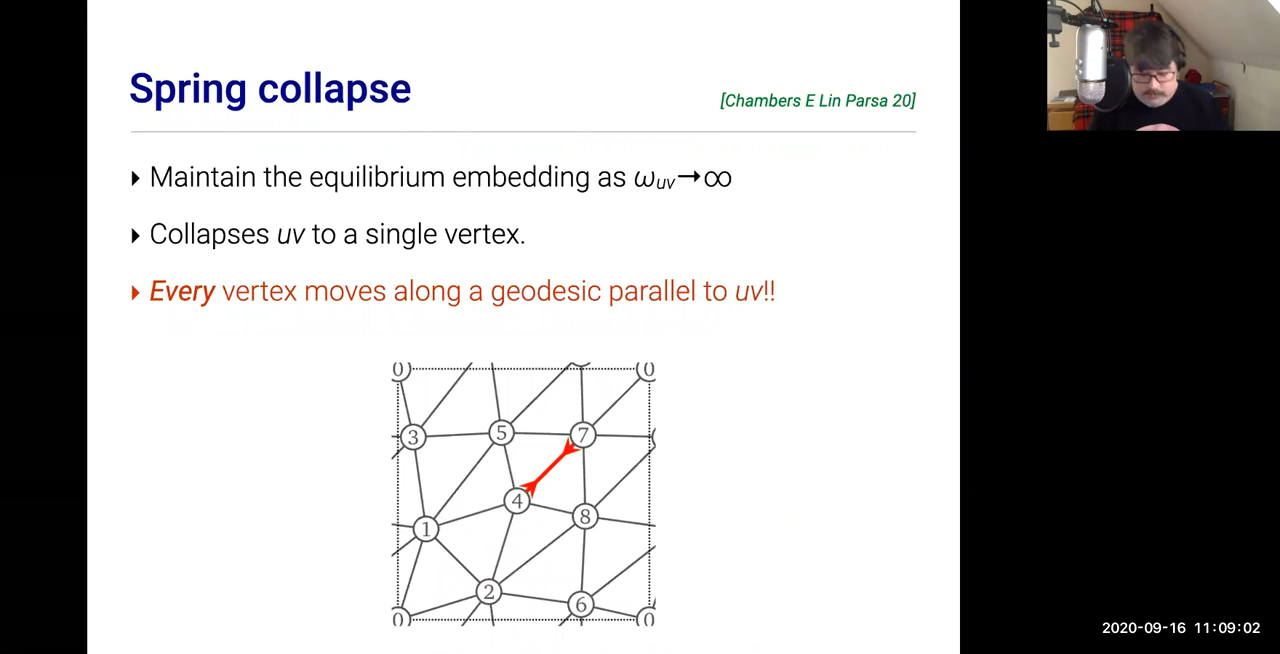 Spring collapse
[Chambers E Lin Parsa 20]
Maintain the equilibrium embedding as ωuv→∞
Collapses uv to a single vertex.
Every vertex moves along a geodesic parallel to uv!!
0 0
3 5 7
4
1 8
2 6
0 0
2020-09-16 11:09:02